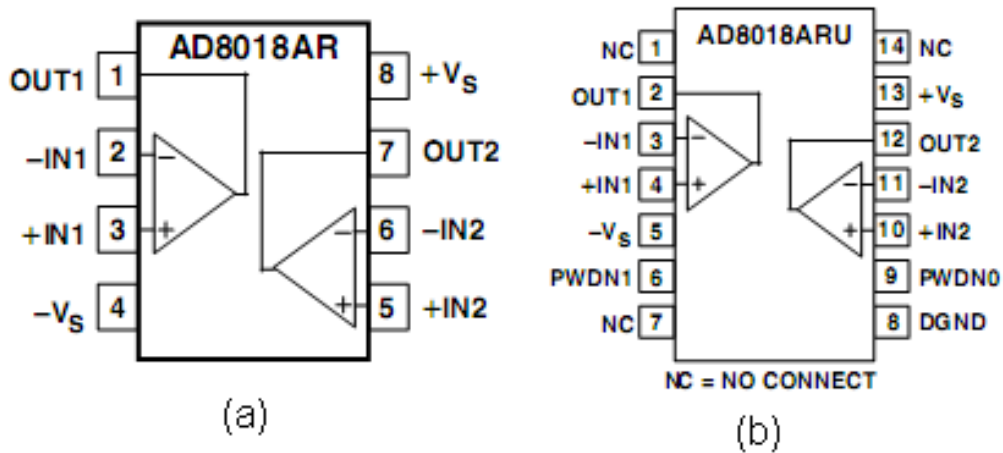 AD8018AR
OUT1 1
8 +VS
-IN1 2
7 OUT2
+IN1 3
6 -IN2
-VS 4
5 +IN2
- +
- +
(a)
AD8018ARU
NC 1
14 NC
OUT1 2
13 +VS
-IN1 3
12 OUT2
+IN1 4
11 -IN2
-VS 5
10 +IN2
PWDN1 6
9 PWDN0
NC 7
8 DGND
- +
- +
NC = NO CONNECT
(b)